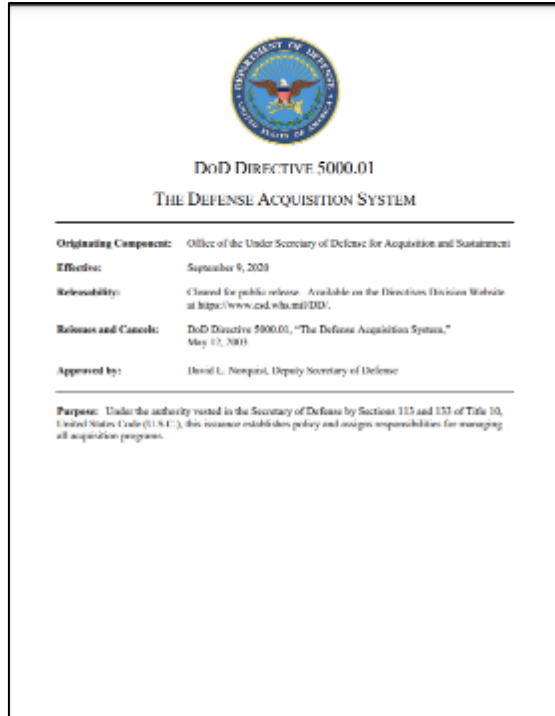 DEPARTMENT OF DEFENSE
UNITED STATES OF AMERICA
DOD DIRECTIVE 5000.01
THE DEFENSE ACQUISITION SYSTEM
Originating Component: Office of the Under Secretary of Defense for Acquisition and Sustainment
Effective: September 9, 2020
Releasability: Cleared for public release. Available on the Directives Division Website
at https://www.esd.whs.mil/DD/.
Reissues and Cancels: DoD Directive 5000.01, "The Defense Acquisition System,"
May 12, 2003
Approved by: David L. Norquist, Deputy Secretary of Defense
Purpose: Under the authority vested in the Secretary of Defense by Sections 113 and 133 of Title 10,
United States Code (U.S.C.), this issuance establishes policy and assigns responsibilities for managing
all acquisition programs.